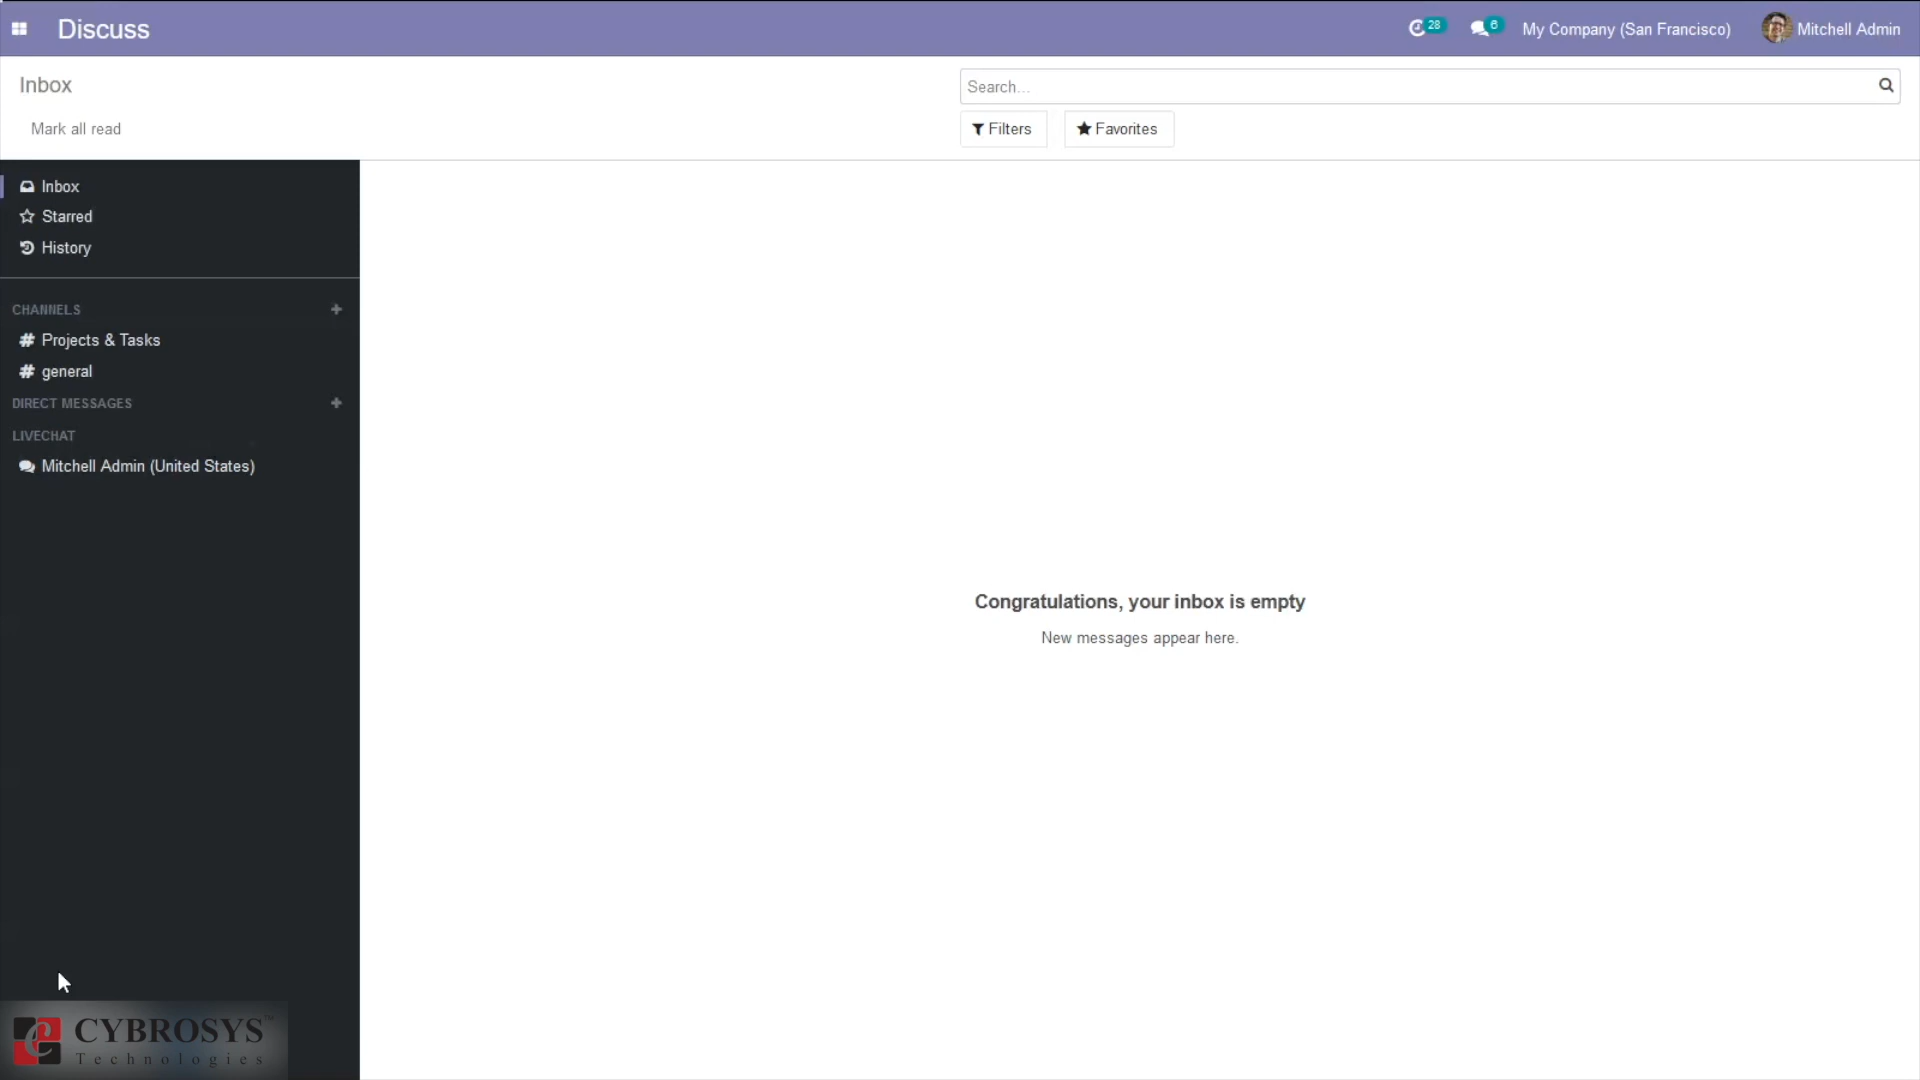 Discuss
28
6
My Company (San Francisco)
Mitchell Admin
Inbox
Search...
Mark all read
Filters
Favorites
Inbox
Starred
History
CHANNELS
# Projects & Tasks
# general
DIRECT MESSAGES
LIVECHAT
Mitchell Admin (United States)
Congratulations, your inbox is empty
New messages appear here.
CYBROSYS™
Technologies